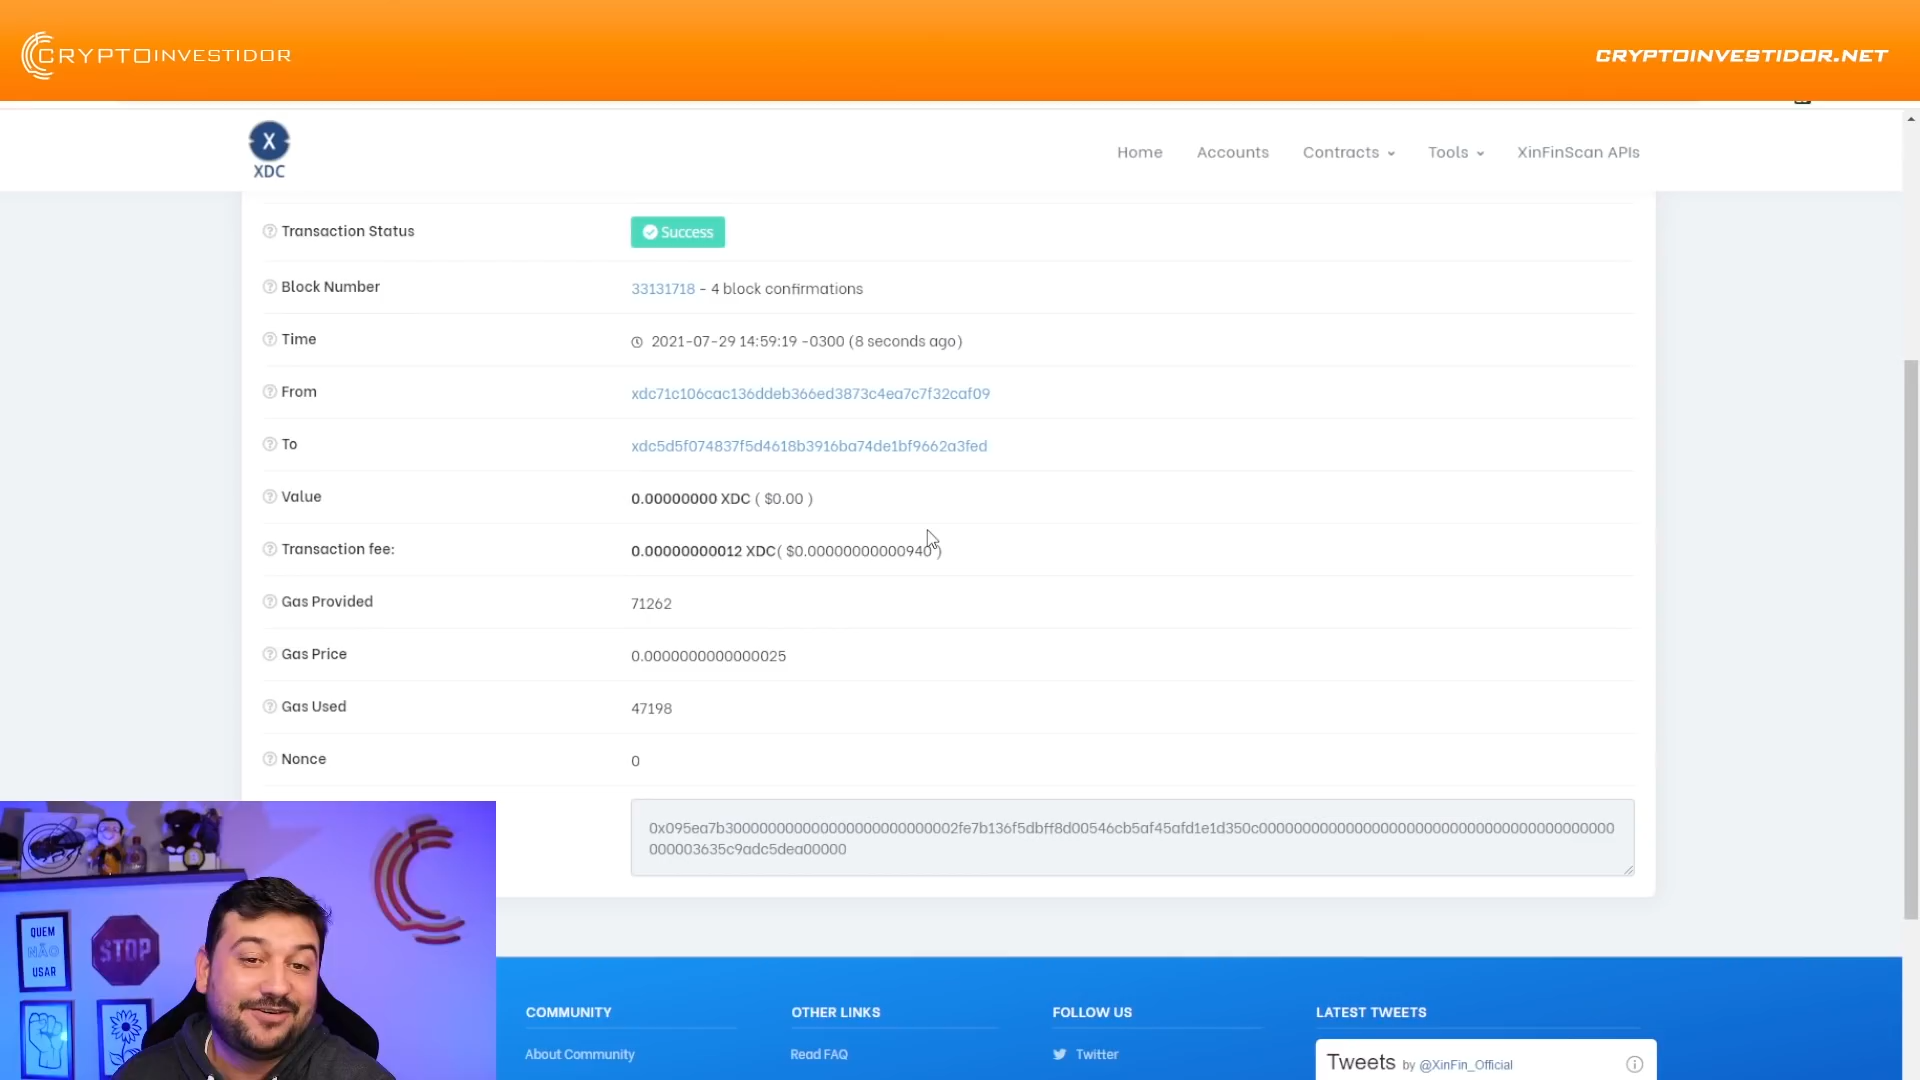 CRYPTOINVESTIDOR
CRYPTOINVESTIDOR.NET
X
XDC
Home
Accounts
Contracts
Tools
XinFinScan APIs
Transaction Status
Success
Block Number
33131718 - 4 block confirmations
Time
2021-07-29 14:59:19 -0300 (8 seconds ago)
From
xdc71c106cac136ddeb366ed3873c4ea7c7f32caf09
To
xdc5d5f074837f5d4618b3916ba74de1bf9662a3fed
Value
0.00000000 XDC ( $0.00 )
Transaction fee:
0.00000000012 XDC( $0.00000000000940 )
Gas Provided
71262
Gas Price
0.0000000000000025
Gas Used
47198
Nonce
0
QUEM
NÃO
USAR
STOP
COMMUNITY
OTHER LINKS
FOLLOW US
LATEST TWEETS
About Community
Read FAQ
Twitter
Tweets by @XinFin_Official